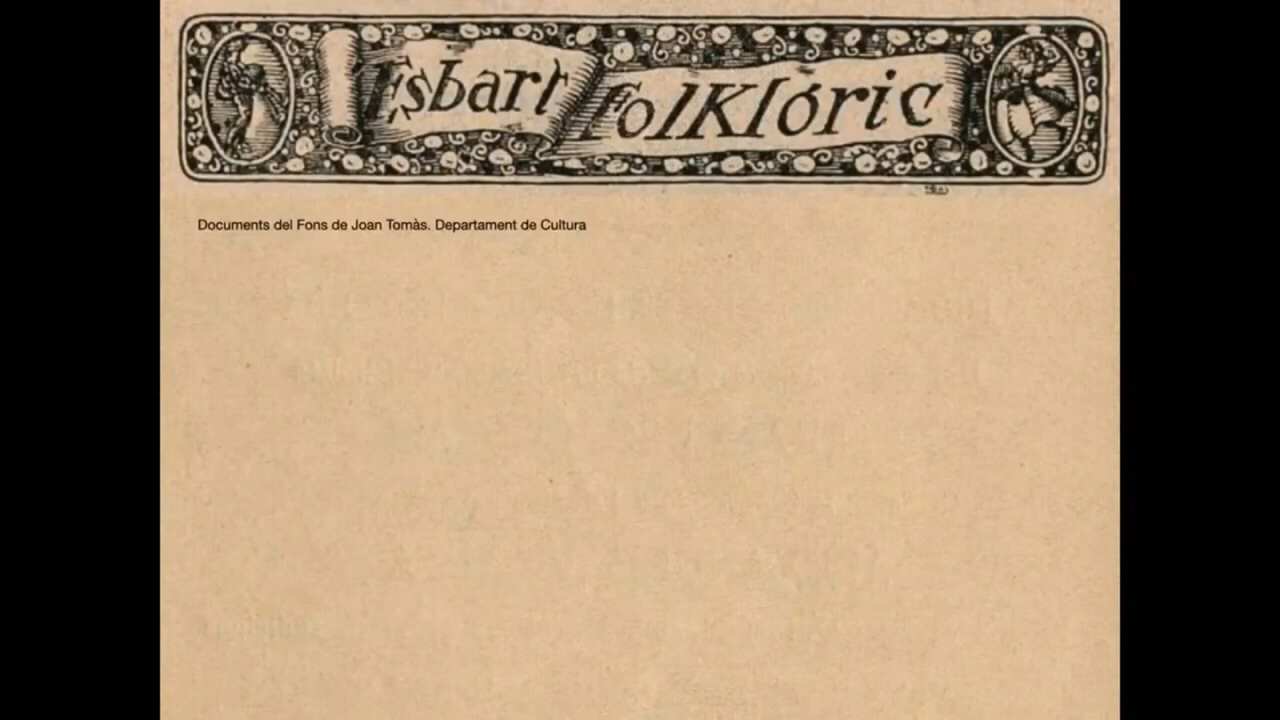 Esbart Folklòric
Documents del Fons de Joan Tomàs. Departament de Cultura